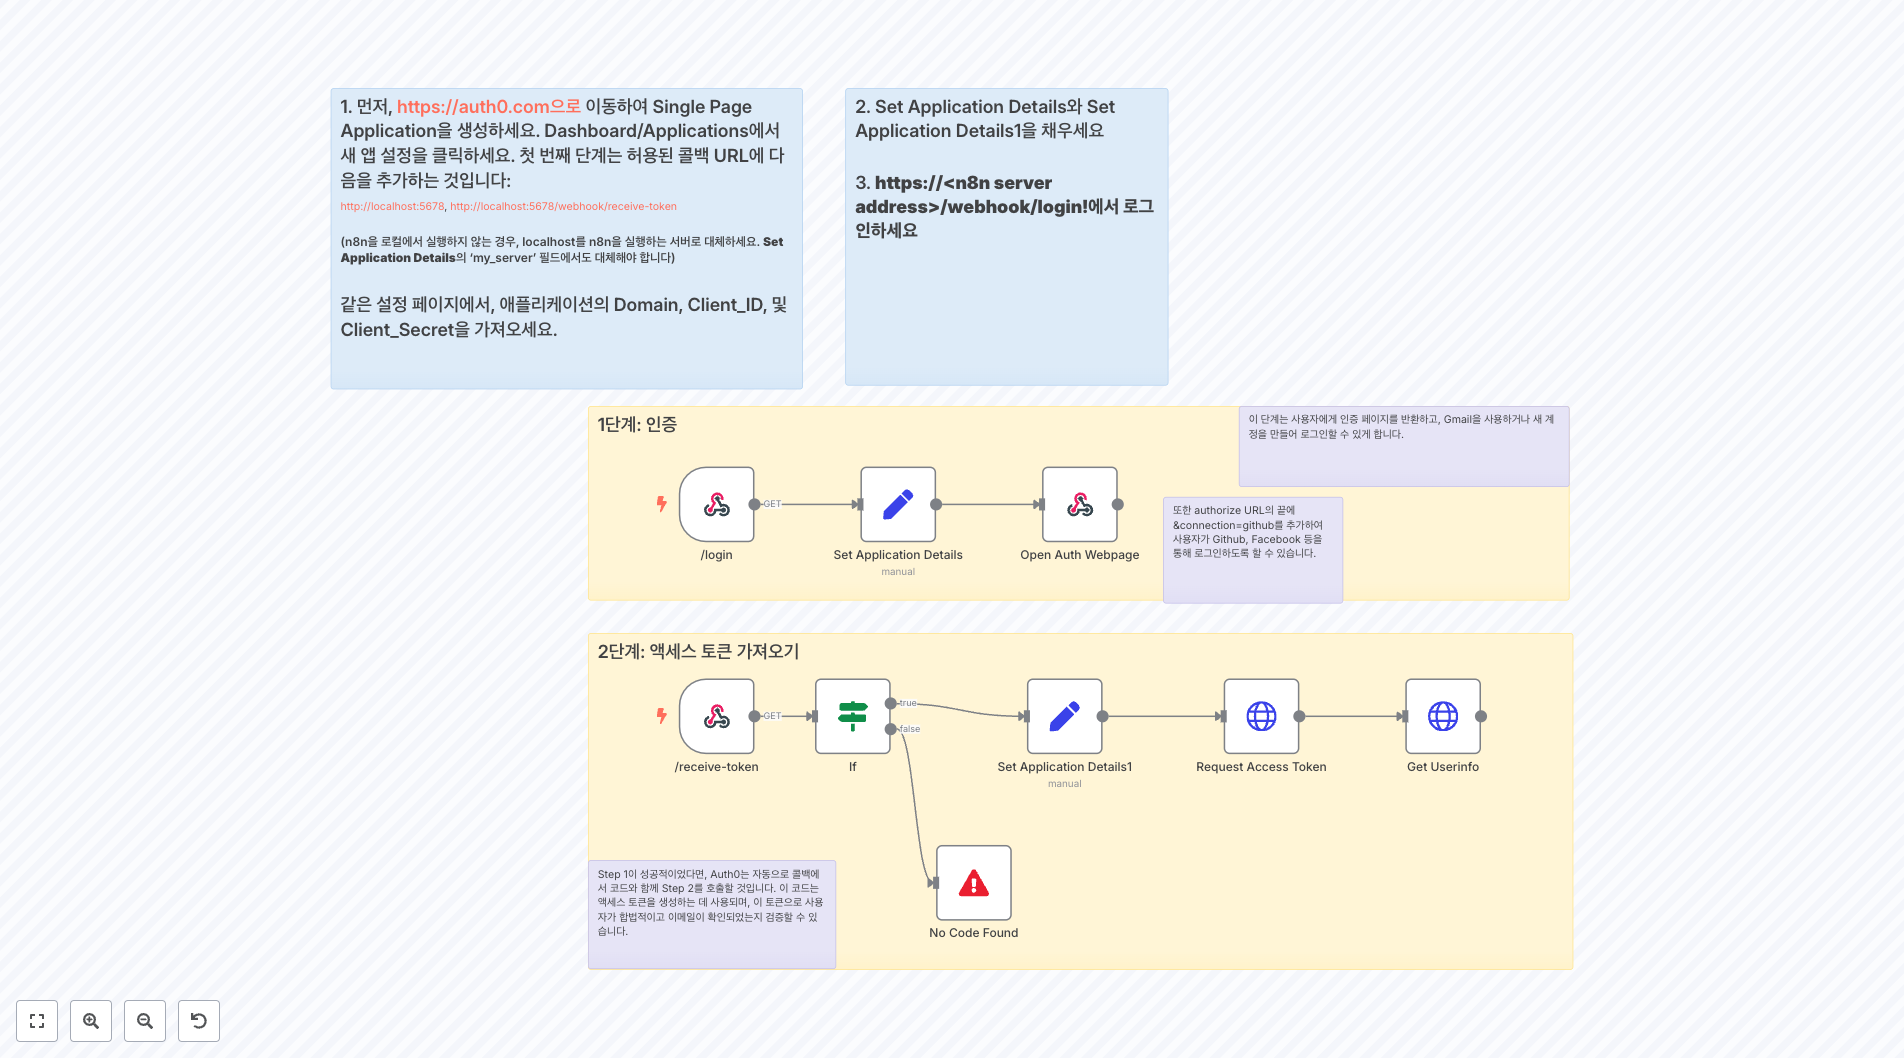 1. 먼저, https://auth0.com으로 이동하여 Single Page
Application을 생성하세요. Dashboard/Applications에서
새 앱 설정을 클릭하세요. 첫 번째 단계는 허용된 콜백 URL에 다
음을 추가하는 것입니다:
http://localhost:5678, http://localhost:5678/webhook/receive-token
(n8n을 로컬에서 실행하지 않는 경우, localhost를 n8n을 실행하는 서버로 대체하세요. Set
Application Details의 ‘my_server’ 필드에서도 대체해야 합니다)
같은 설정 페이지에서, 애플리케이션의 Domain, Client_ID, 및
Client_Secret을 가져오세요.
2. Set Application Details와 Set
Application Details1을 채우세요
3. https://<n8n server
address>/webhook/login!에서 로그
인하세요
1단계: 인증
이 단계는 사용자에게 인증 페이지를 반환하고, Gmail을 사용하거나 새 계
정을 만들어 로그인할 수 있게 합니다.
GET
/login
Set Application Details
manual
Open Auth Webpage
또한 authorize URL의 끝에
&connection=github를 추가하여
사용자가 Github, Facebook 등을
통해 로그인하도록 할 수 있습니다.
2단계: 액세스 토큰 가져오기
GET
true
false
/receive-token
If
Set Application Details1
manual
Request Access Token
Get Userinfo
Step 1이 성공적이었다면, Auth0는 자동으로 콜백에
서 코드와 함께 Step 2를 호출할 것입니다. 이 코드는
액세스 토큰을 생성하는 데 사용되며, 이 토큰으로 사용
자가 합법적이고 이메일이 확인되었는지 검증할 수 있
습니다.
No Code Found